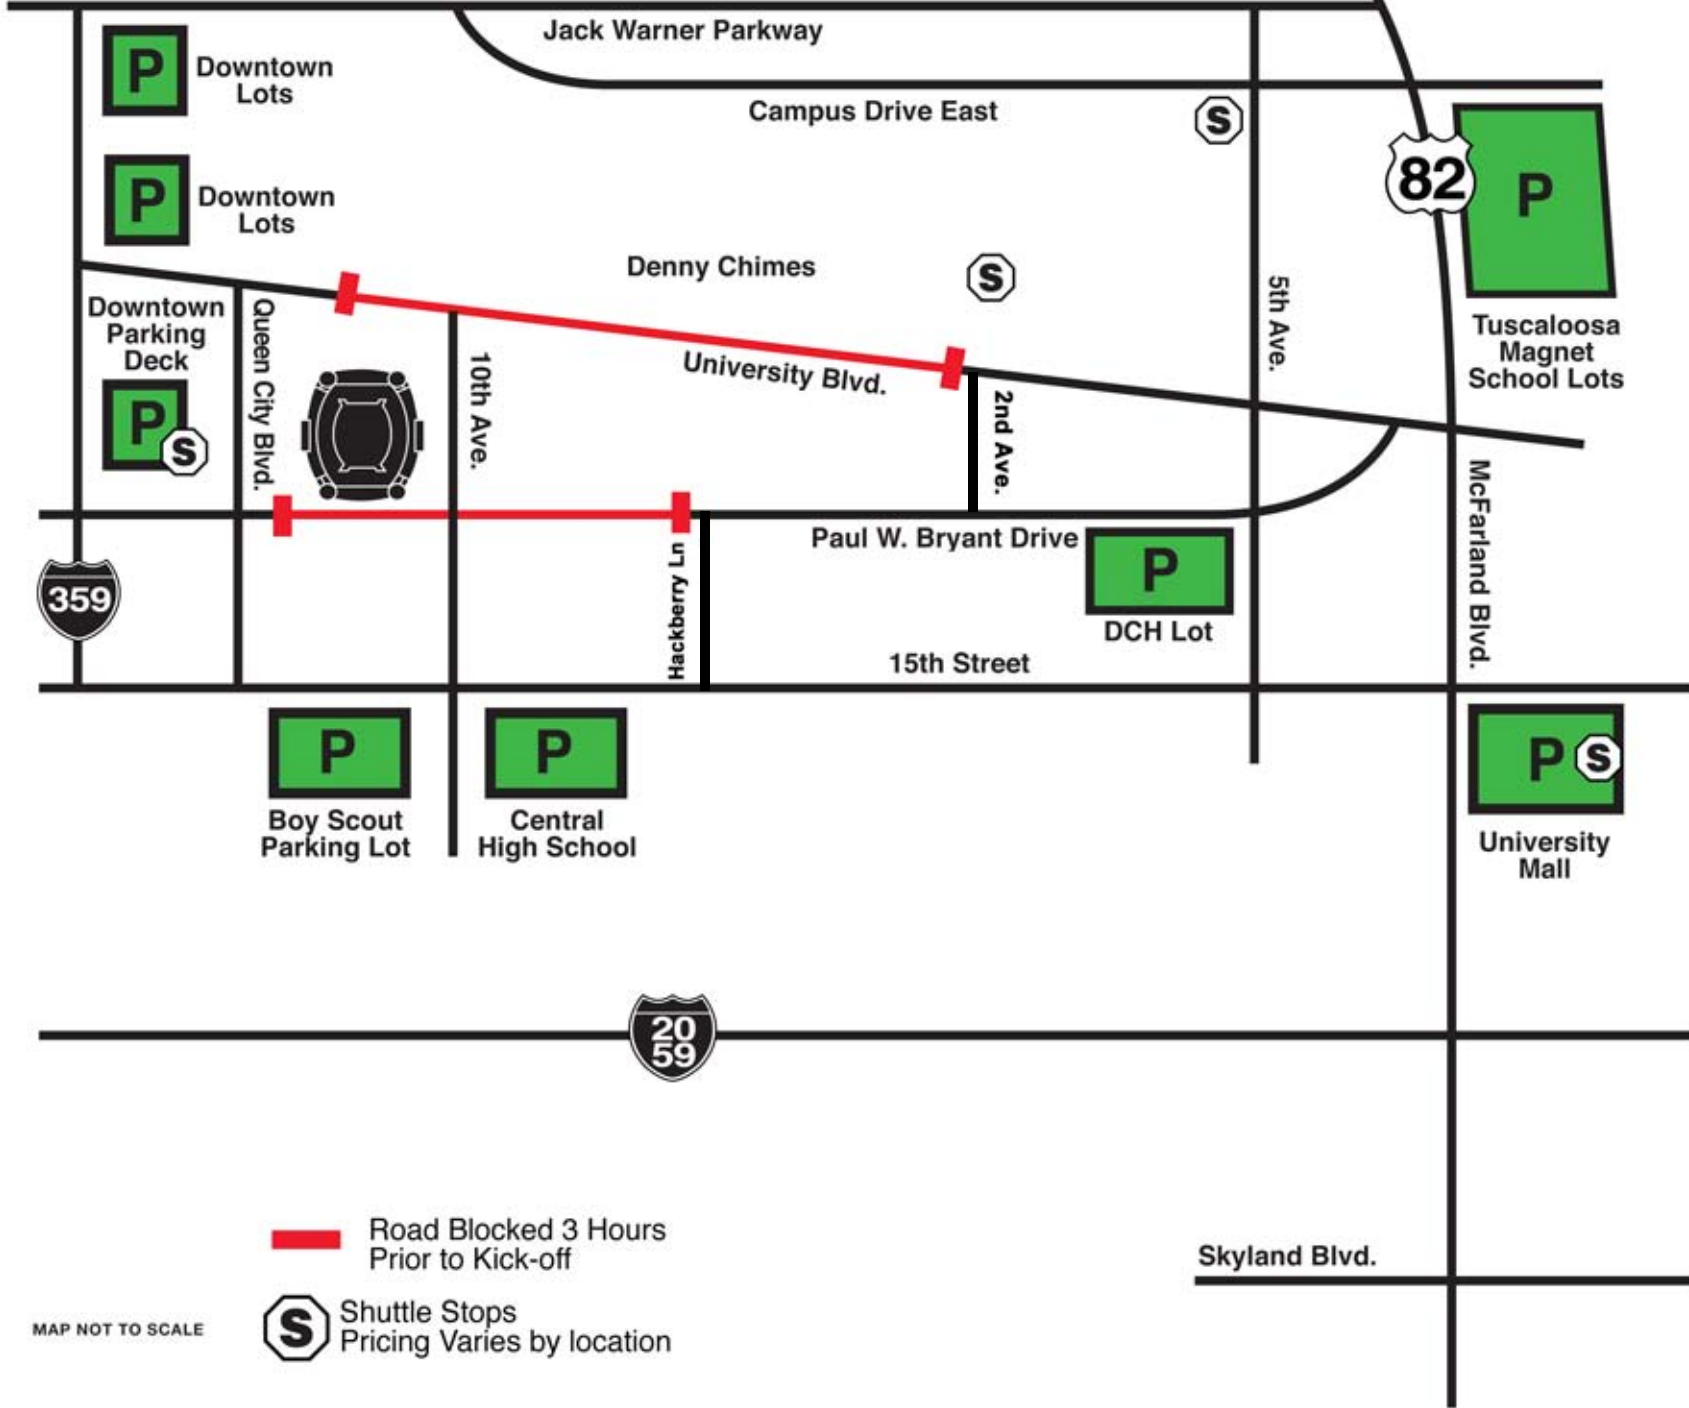 Jack Warner Parkway
P
Downtown
Lots
Campus Drive East
S
82
P
P
Downtown
Lots
Denny Chimes
S
5th Ave.
Downtown
Parking
Deck
Queen City Blvd.
10th Ave.
University Blvd.
2nd Ave.
Tuscaloosa
Magnet
School Lots
P
S
McFarland Blvd.
Paul W. Bryant Drive
P
DCH Lot
Hackberry Ln
359
15th Street
P
Boy Scout
Parking Lot
P
Central
High School
P
S
University
Mall
20
59
Road Blocked 3 Hours
Prior to Kick-off
Skyland Blvd.
S
Shuttle Stops
Pricing Varies by location
MAP NOT TO SCALE